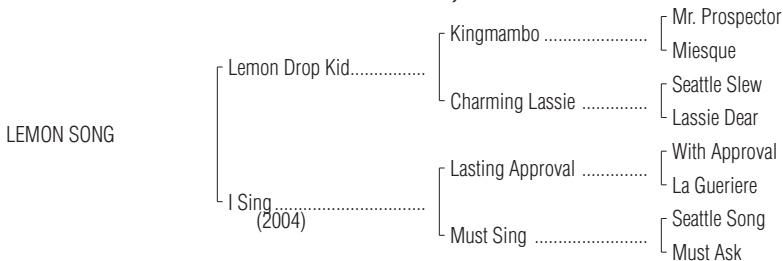 Mr. Prospector
Kingmambo ......................
Miesque
Lemon Drop Kid................
Seattle Slew
Charming Lassie ..............
Lassie Dear
LEMON SONG
With Approval
Lasting Approval ..............
La Gueriere
I Sing................................
(2004)
Seattle Song
Must Sing ........................
Must Ask